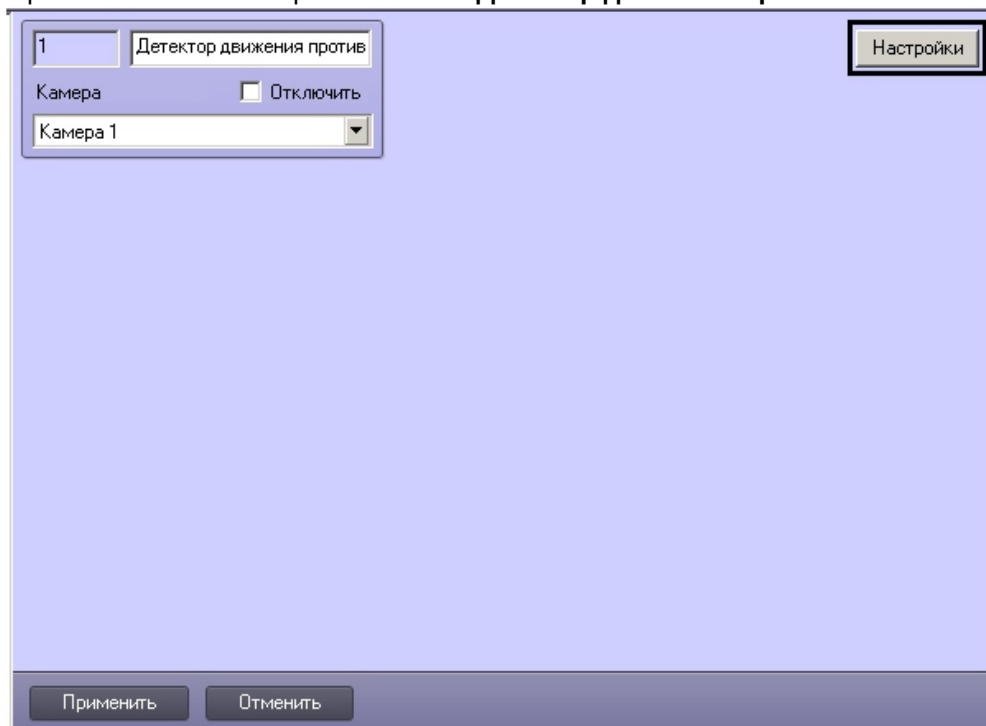 1 Детектор движения против Настройки
Камера Отключить
Камера 1
Применить Отменить